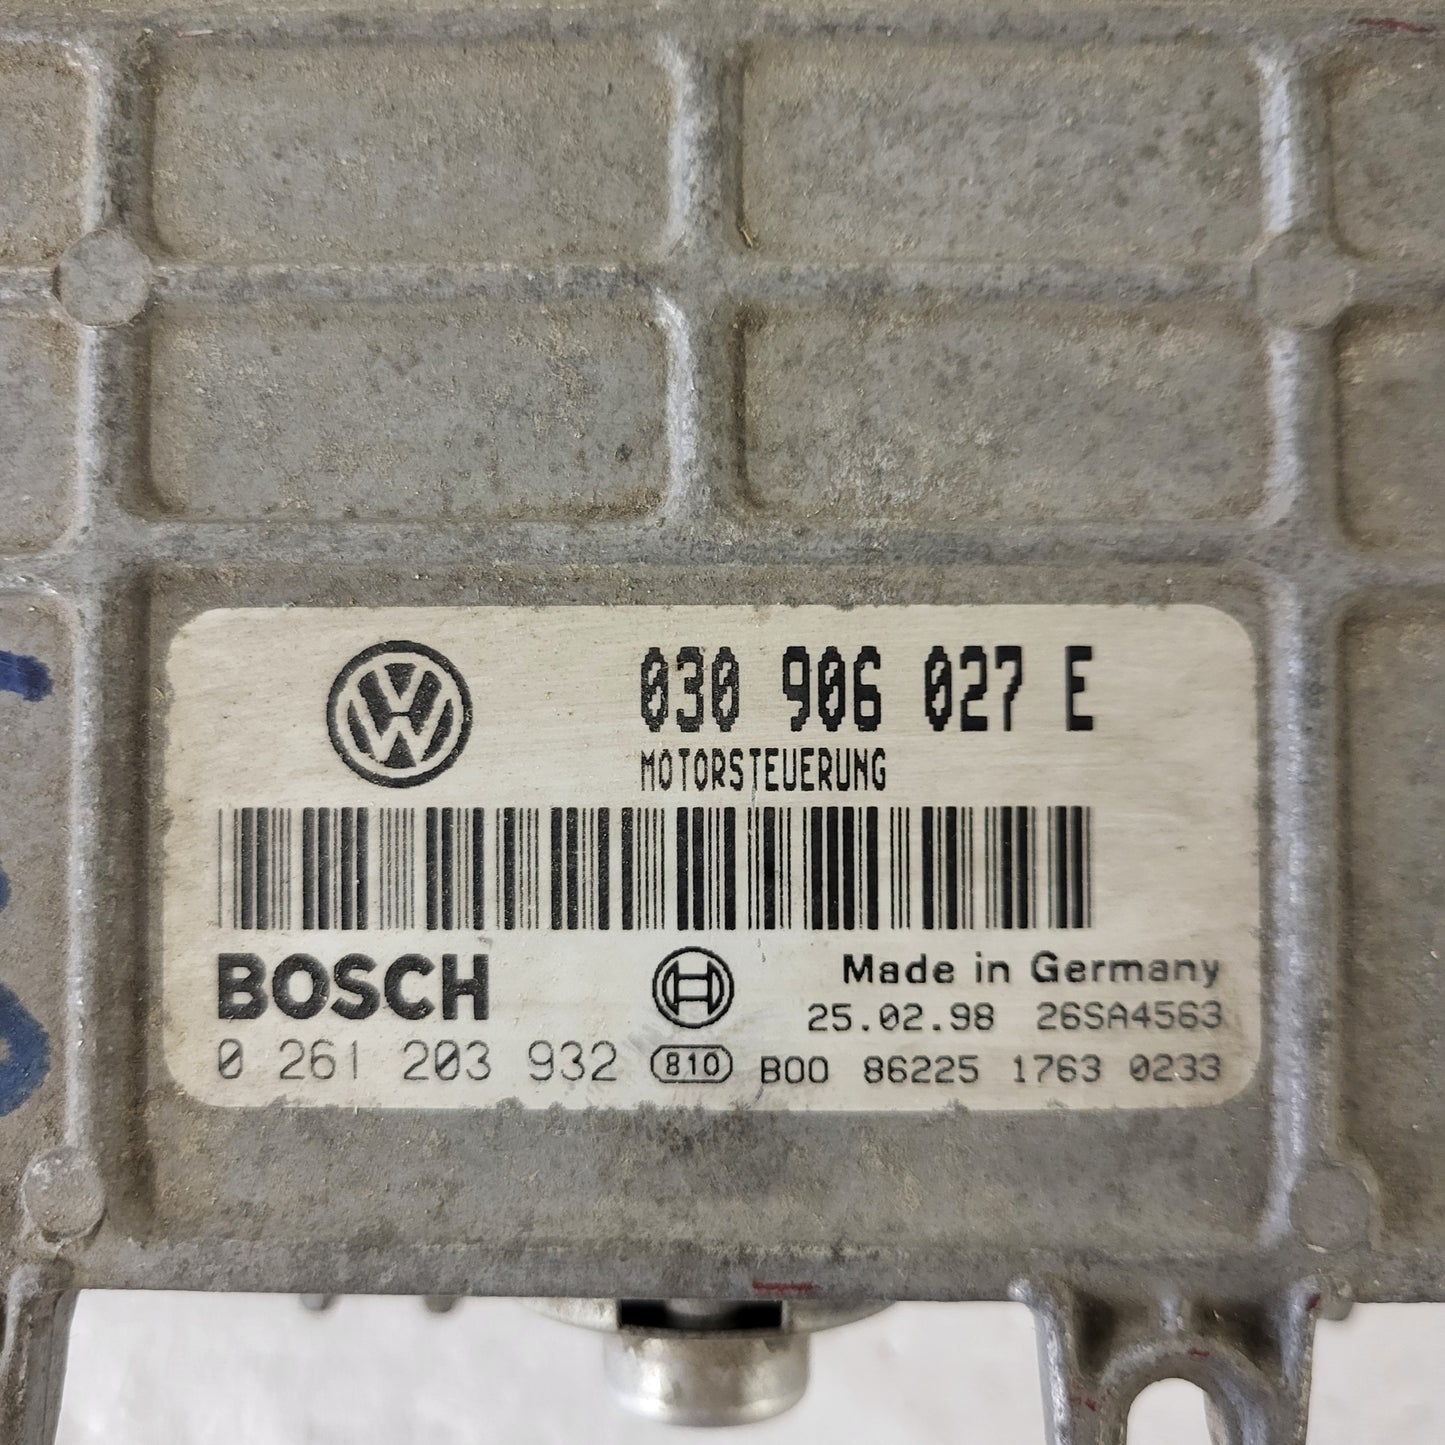 030 906 027 E
MOTORSTEUERUNG
BOSCH
Made in Germany
25.02.98 26SA4563
0 261 203 932 810 B00 86225 1763 0233